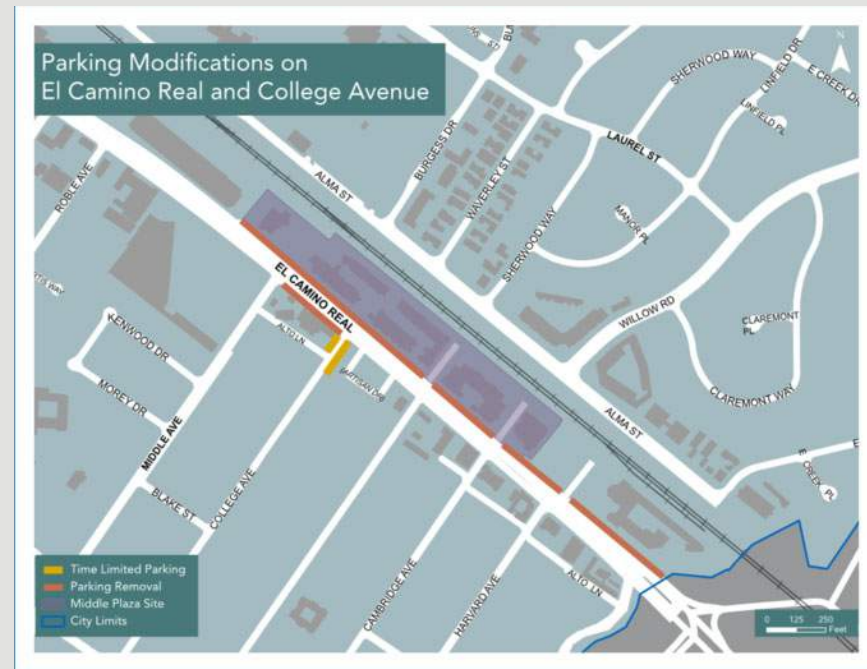 Parking Modifications on
El Camino Real and College Avenue
N
SHERWOOD WAY
LINFIELD DR
E CREEK DR
LINFIELD PL
LAUREL ST
BURGESS DR
WAVERLEY ST
ALMA ST
ROBLE AVE
MANOR PL
SHERWOOD WAY
EL CAMINO REAL
WILLOW RD
CLAREMONT
PL
KENWOOD DR
ALTO LN
(PARTISAN DR)
CLAREMONT WAY
MOREY DR
ALMA ST
MIDDLE AVE
E CREEK PL
BLAKE ST
COLLEGE AVE
CAMBRIDGE AVE
HARVARD AVE
ALTO LN
Time Limited Parking
Parking Removal
Middle Plaza Site
City Limits
0 125 250
Feet